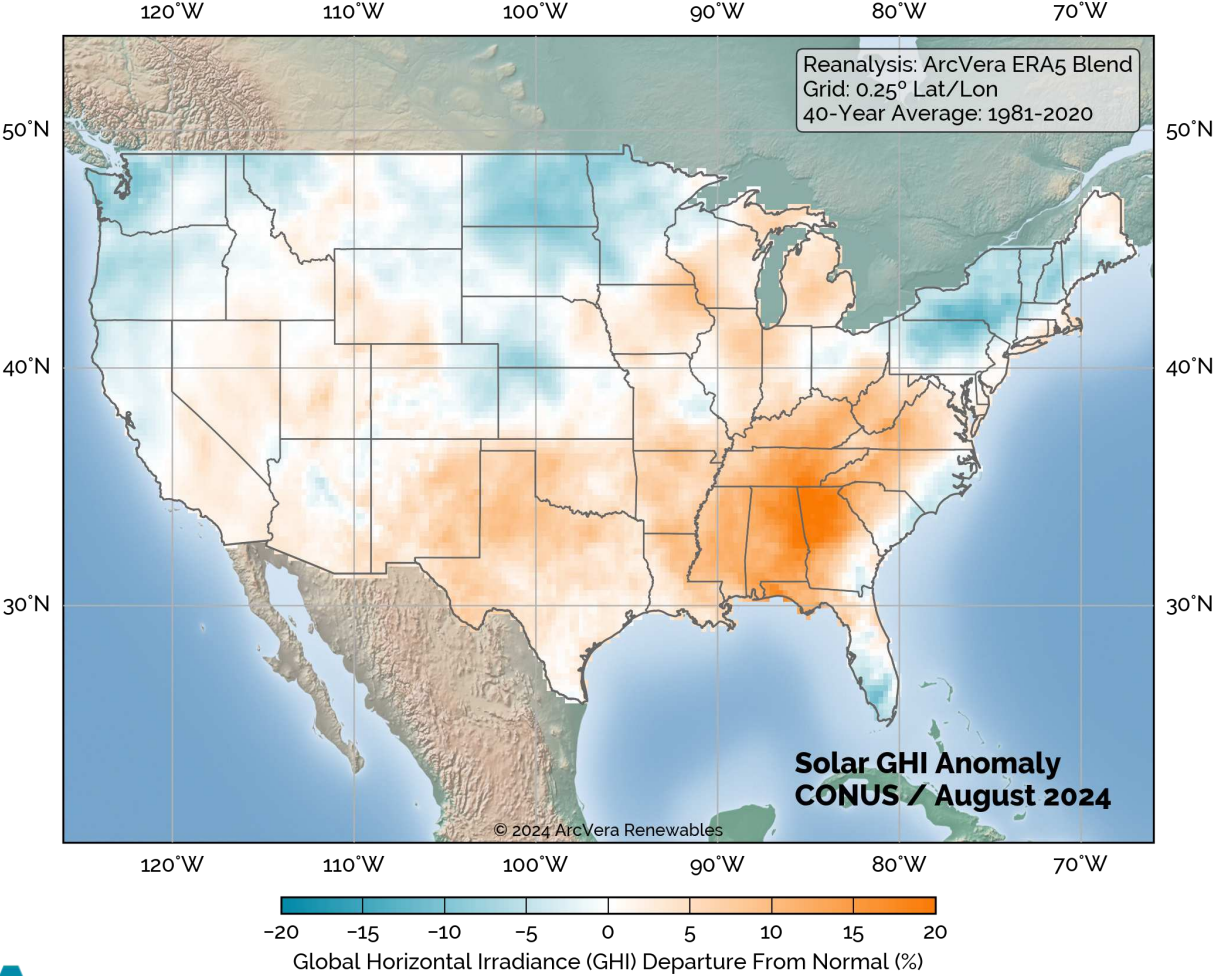 120°W 110°W 100°W 90°W 80°W 70°W
Reanalysis: ArcVera ERA5 Blend
Grid: 0.25º Lat/Lon
40-Year Average: 1981-2020
50°N 50°N
40°N 40°N
30°N 30°N
Solar GHI Anomaly
CONUS / August 2024
© 2024 ArcVera Renewables
120°W 110°W 100°W 90°W 80°W 70°W
−20 −15 −10 −5 0 5 10 15 20
Global Horizontal Irradiance (GHI) Departure From Normal (%)